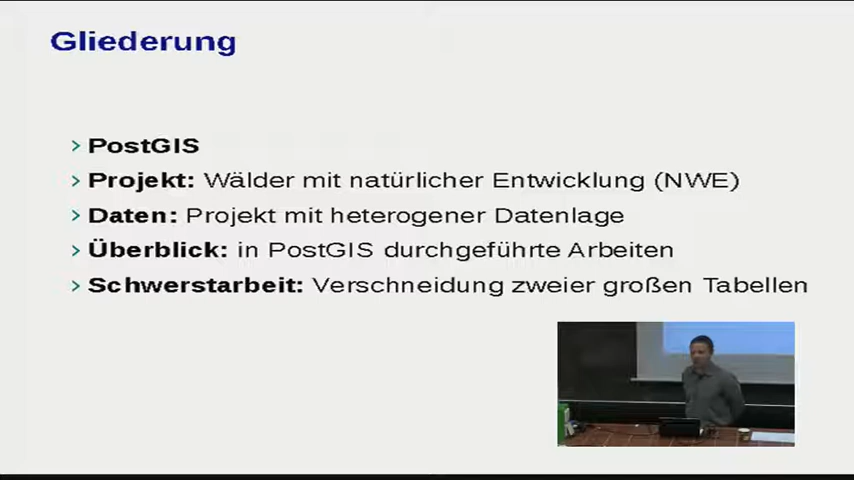 Gliederung
› PostGIS
› Projekt: Wälder mit natürlicher Entwicklung (NWE)
› Daten: Projekt mit heterogener Datenlage
› Überblick: in PostGIS durchgeführte Arbeiten
› Schwerstarbeit: Verschneidung zweier großen Tabellen